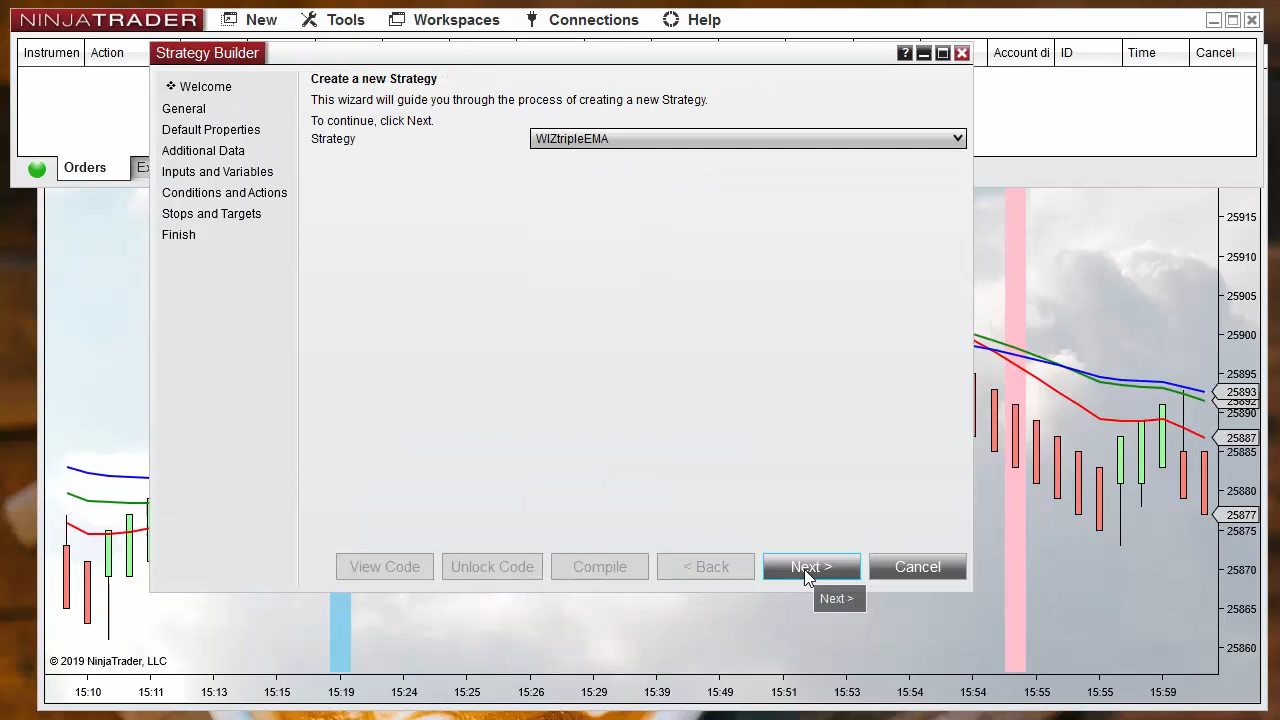 NINJATRADER New Tools Workspaces Connections Help
Instrumen Action Account di ID Time Cancel
Strategy Builder
Welcome
General
Default Properties
Additional Data
Inputs and Variables
Conditions and Actions
Stops and Targets
Finish
Create a new Strategy
This wizard will guide you through the process of creating a new Strategy.
To continue, click Next.
Strategy WIZtripleEMA
View Code Unlock Code Compile < Back Next > Cancel
Next >
Orders Ex
25915
25910
25905
25900
25895
25893
25892
25890
25887
25885
25880
25877
25875
25870
25865
25860
© 2019 NinjaTrader, LLC
15:10 15:11 15:13 15:15 15:19 15:24 15:25 15:26 15:29 15:39 15:49 15:51 15:53 15:54 15:54 15:55 15:55 15:59